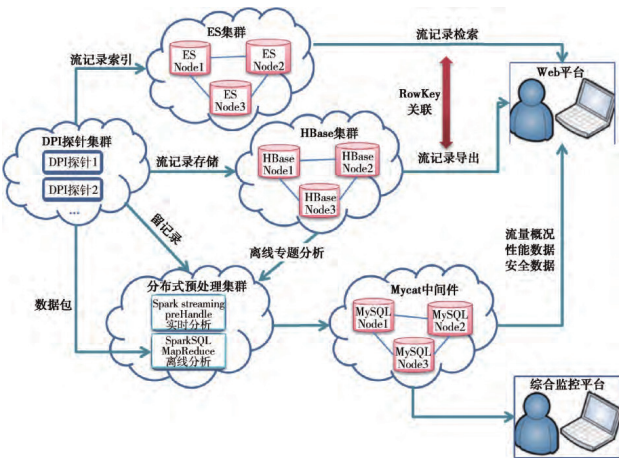 ES集群
ES
Node1
ES
Node2
ES
Node3
流记录索引
流记录检索
RowKey
关联
Web平台
DPI探针集群
DPI探针1
DPI探针2
...
流记录存储
HBase集群
HBase
Node1
HBase
Node2
HBase
Node3
流记录导出
留记录
离线专题分析
数据包
分布式预处理集群
Spark streaming
preHandle
实时分析
SparkSQL
MapReduce
离线分析
Mycat中间件
MySQL
Node1
MySQL
Node2
MySQL
Node3
流量概况
性能数据
安全数据
综合监控平台